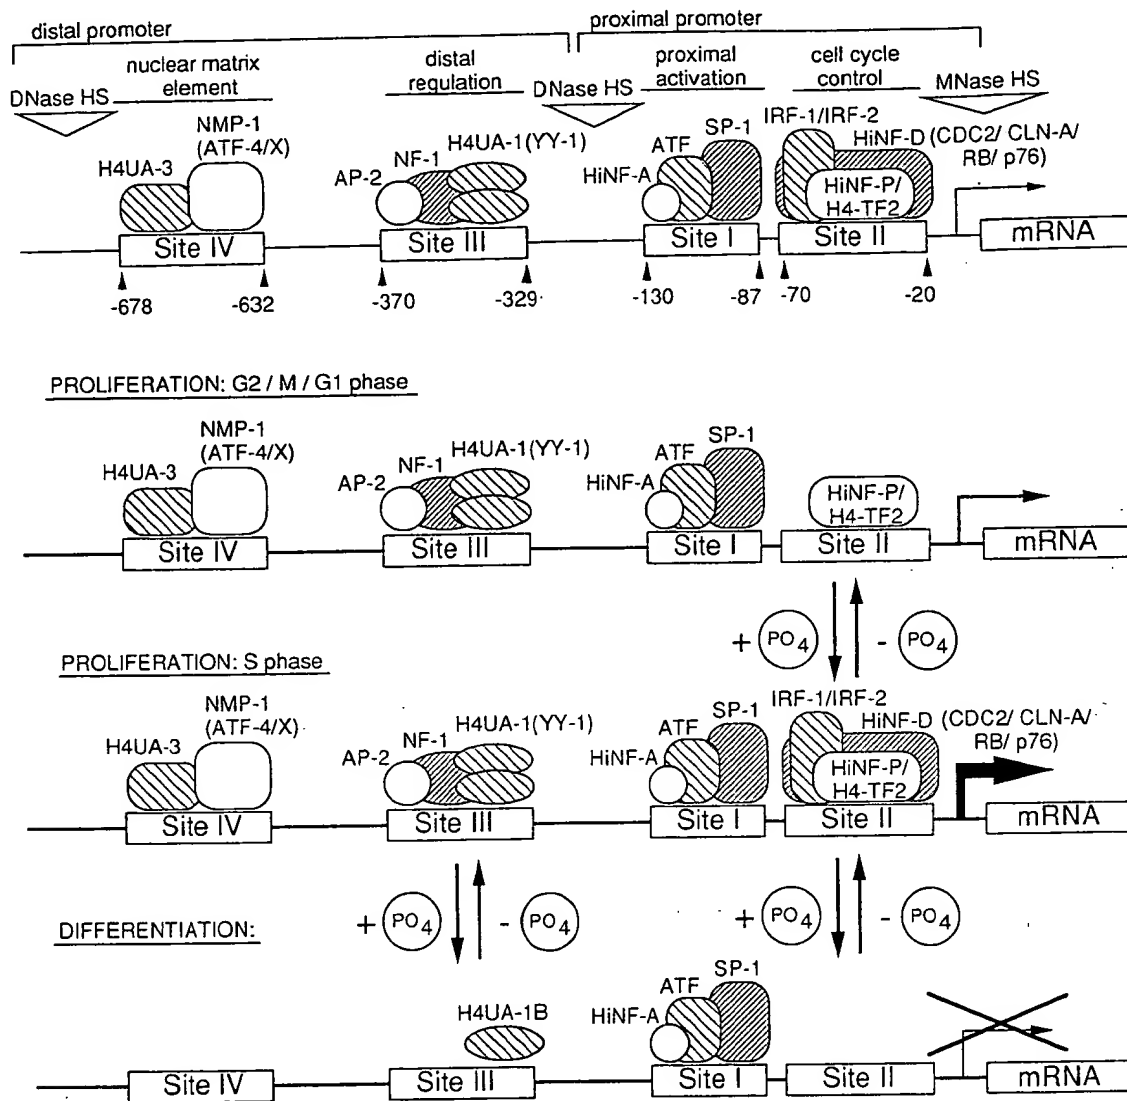 distal promoter
proximal promoter
nuclear matrix
element
distal
regulation
proximal
activation
cell cycle
control
DNase HS
DNase HS
MNase HS
NMP-1
(ATF-4/X)
H4UA-3
AP-2
NF-1
H4UA-1(YY-1)
HiNF-A
ATF
SP-1
IRF-1/IRF-2
HiNF-D (CDC2/ CLN-A/
RB/ p76)
HiNF-P/
H4-TF2
Site IV
Site III
Site I
Site II
mRNA
-678
-632
-370
-329
-130
-87
-70
-20
PROLIFERATION: G2 / M / G1 phase
NMP-1
(ATF-4/X)
H4UA-3
AP-2
NF-1
H4UA-1(YY-1)
HiNF-A
ATF
SP-1
HiNF-P/
H4-TF2
Site IV
Site III
Site I
Site II
mRNA
+ PO4
- PO4
PROLIFERATION: S phase
NMP-1
(ATF-4/X)
H4UA-3
AP-2
NF-1
H4UA-1(YY-1)
HiNF-A
ATF
SP-1
IRF-1/IRF-2
HiNF-D (CDC2/ CLN-A/
RB/ p76)
HiNF-P/
H4-TF2
Site IV
Site III
Site I
Site II
mRNA
+ PO4
- PO4
+ PO4
- PO4
DIFFERENTIATION:
H4UA-1B
HiNF-A
ATF
SP-1
Site IV
Site III
Site I
Site II
mRNA